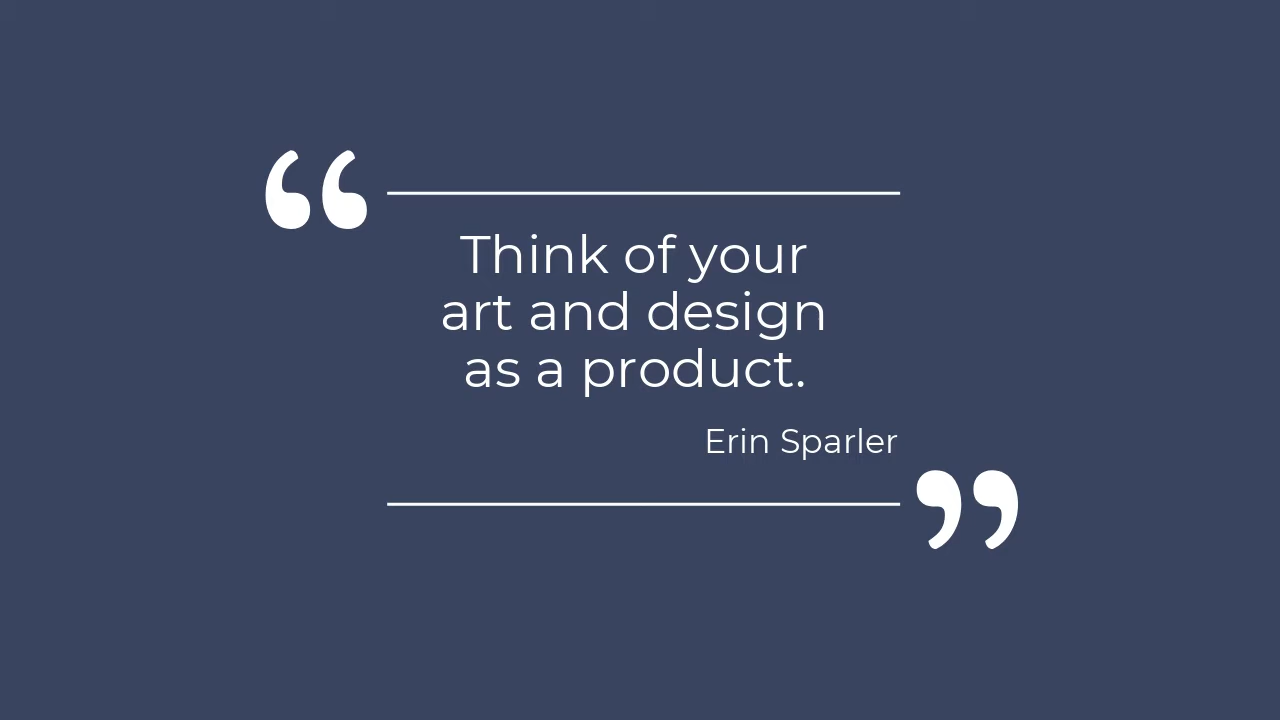 “
Think of your
art and design
as a product.
Erin Sparler
”